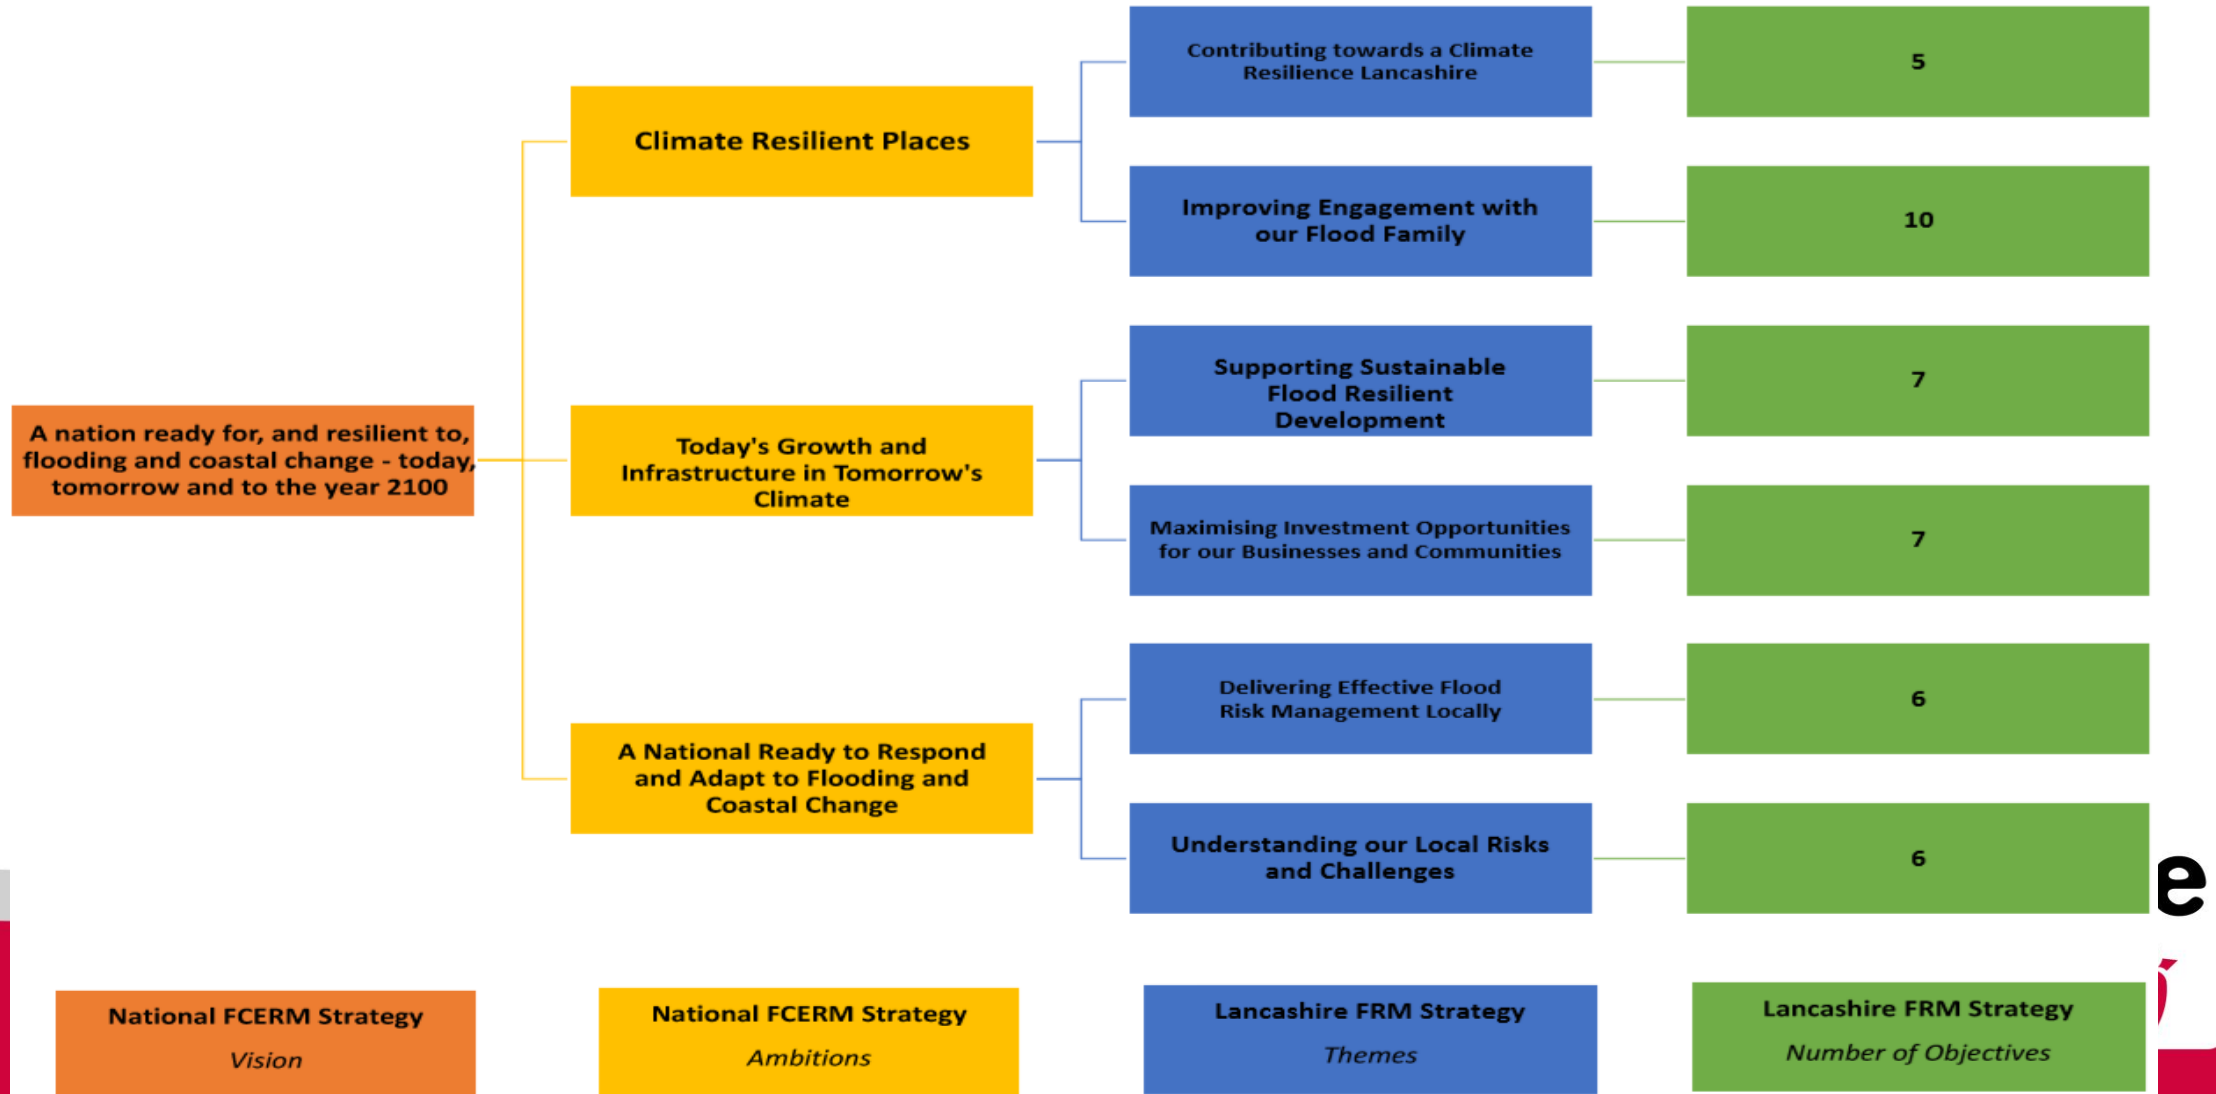 Contributing towards a Climate
Resilience Lancashire
5
Climate Resilient Places
Improving Engagement with
our Flood Family
10
Supporting Sustainable
Flood Resilient
Development
7
A nation ready for, and resilient to,
flooding and coastal change - today,
tomorrow and to the year 2100
Today's Growth and
Infrastructure in Tomorrow's
Climate
Maximising Investment Opportunities
for our Businesses and Communities
7
Delivering Effective Flood
Risk Management Locally
6
A National Ready to Respond
and Adapt to Flooding and
Coastal Change
Understanding our Local Risks
and Challenges
6
e
National FCERM Strategy
Vision
National FCERM Strategy
Ambitions
Lancashire FRM Strategy
Themes
Lancashire FRM Strategy
Number of Objectives